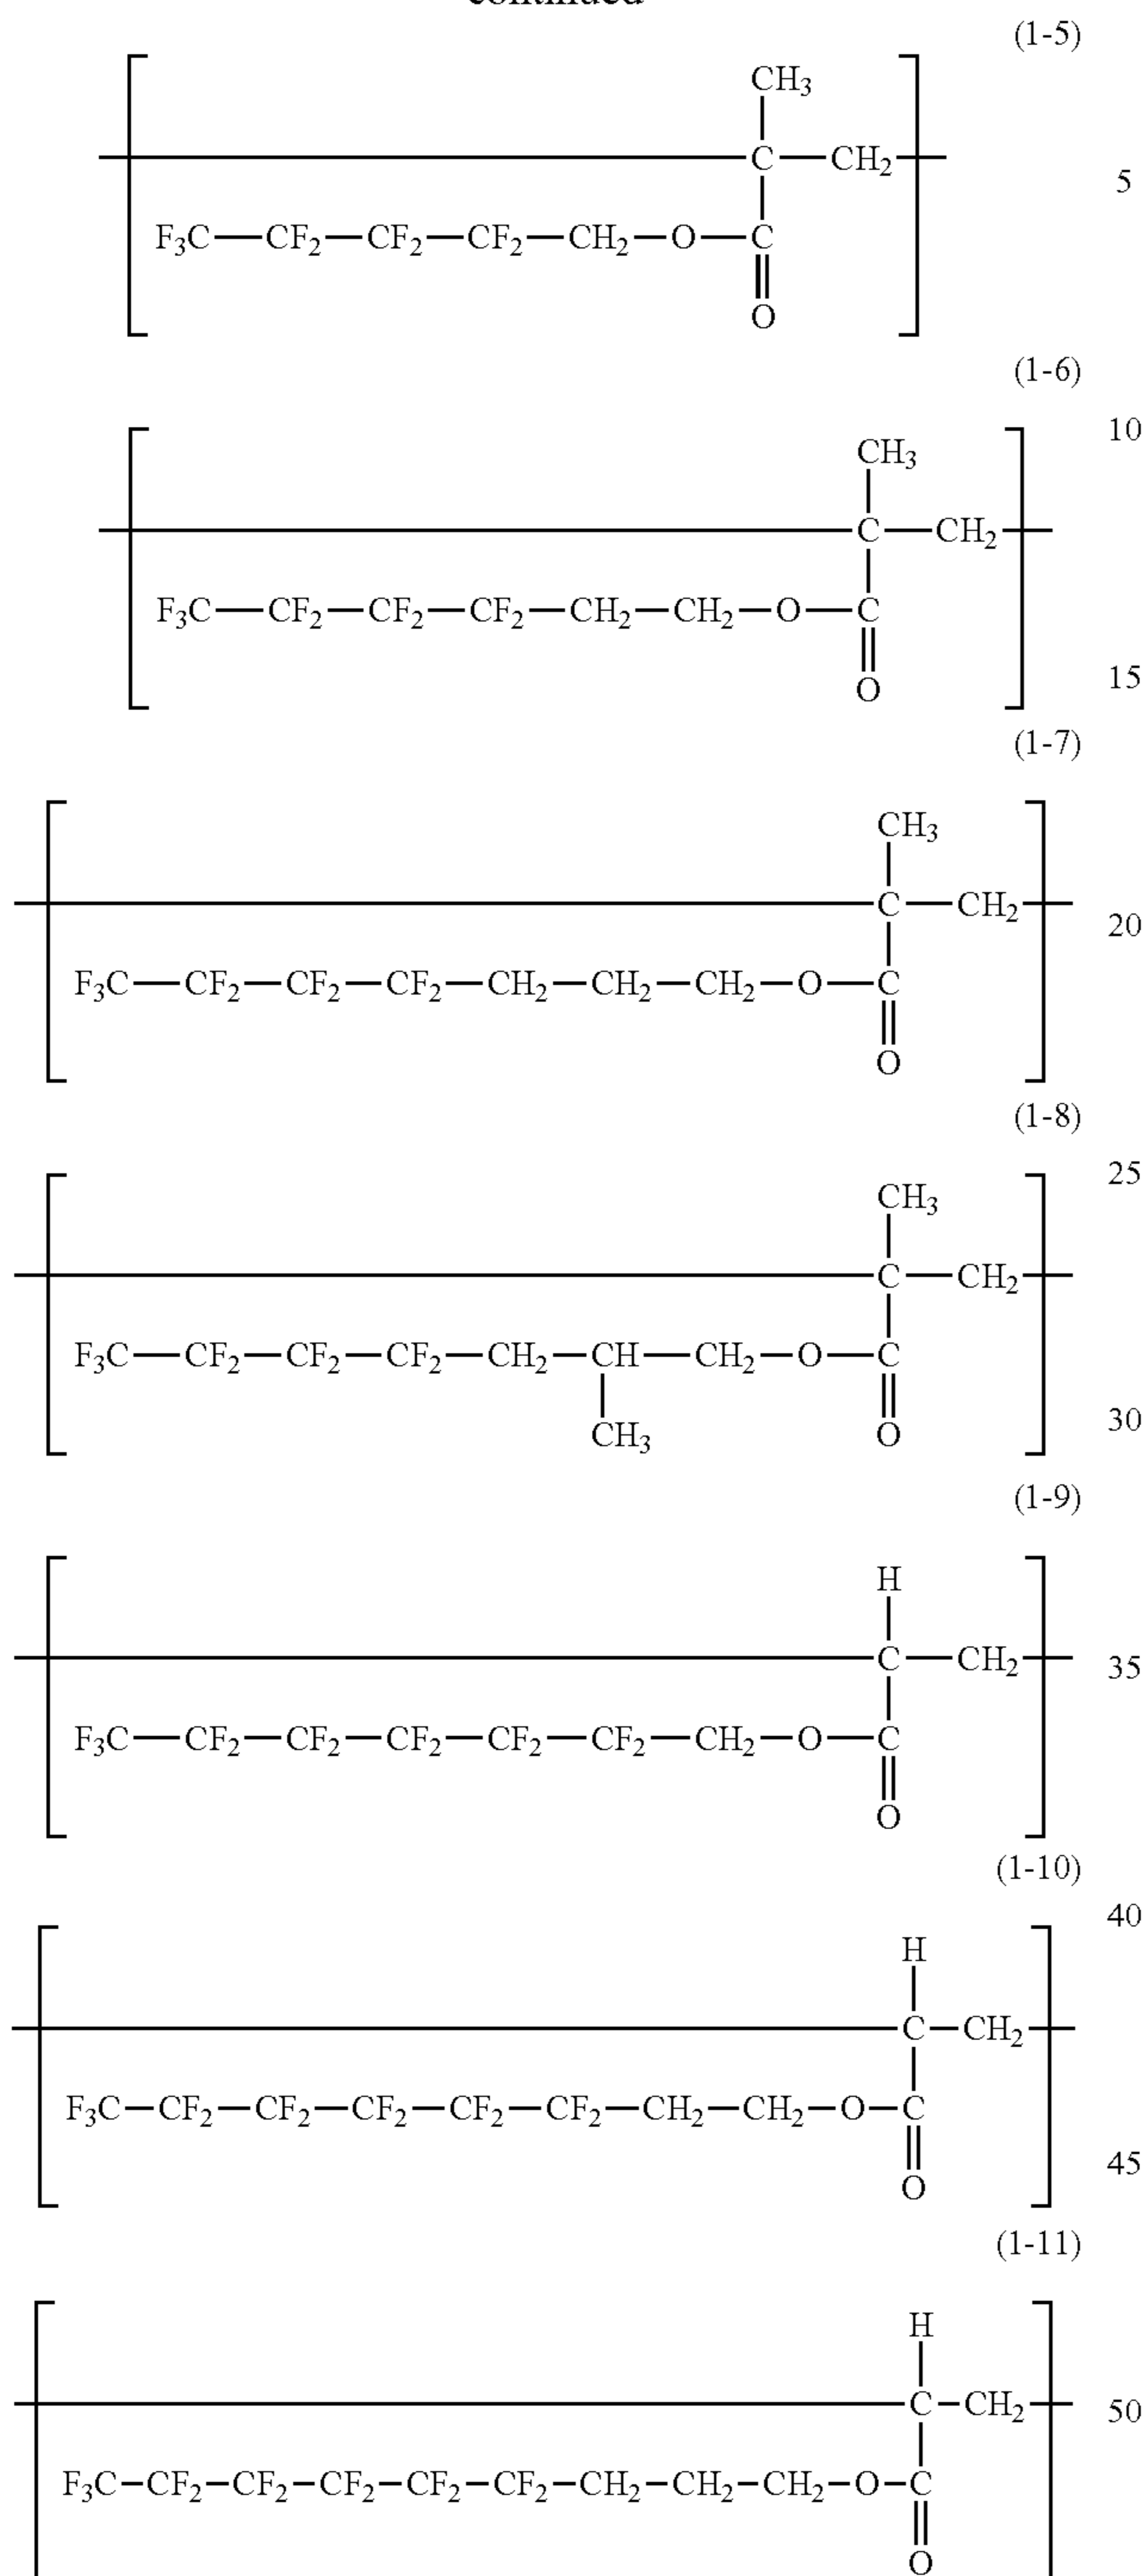 (1-5)
CH3
C—CH2
5
F3C—CF2—CF2—CF2—CH2—O—C
O
(1-6)
10
CH3
C—CH2
F3C—CF2—CF2—CF2—CH2—CH2—O—C
15
O
(1-7)
CH3
C—CH2
20
F3C—CF2—CF2—CF2—CH2—CH2—CH2—O—C
O
(1-8)
25
CH3
C—CH2
F3C—CF2—CF2—CF2—CH2—CH—CH2—O—C
30
CH3 O
(1-9)
H
C—CH2
35
F3C—CF2—CF2—CF2—CF2—CF2—CH2—O—C
O
(1-10)
40
H
C—CH2
F3C—CF2—CF2—CF2—CF2—CF2—CH2—CH2—O—C
45
O
(1-11)
H
C—CH2
50
F3C—CF2—CF2—CF2—CF2—CF2—CH2—CH2—CH2—O—C
O